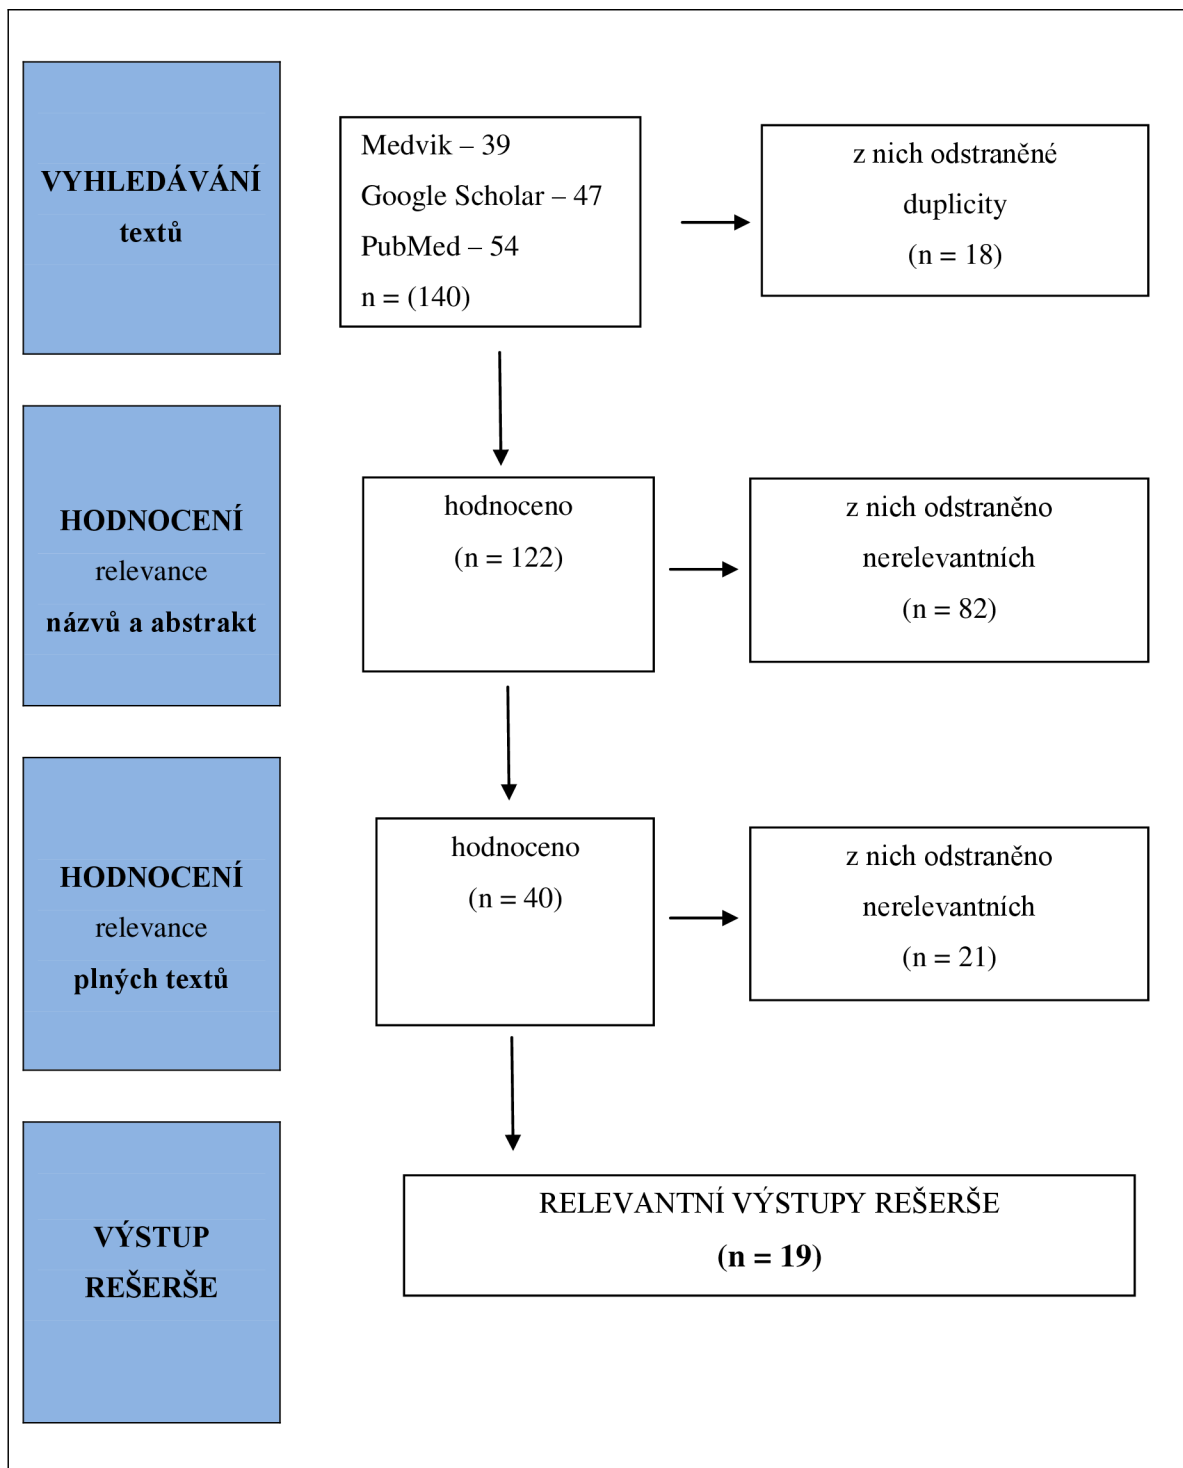 VYHLEDÁVÁNÍ
textů
Medvik – 39
Google Scholar – 47
PubMed – 54
n = (140)
z nich odstraněné
duplicity
(n = 18)
HODNOCENÍ
relevance
názvů a abstrakt
hodnoceno
(n = 122)
z nich odstraněno
nerelevantních
(n = 82)
HODNOCENÍ
relevance
plných textů
hodnoceno
(n = 40)
z nich odstraněno
nerelevantních
(n = 21)
VÝSTUP
REŠERŠE
RELEVANTNÍ VÝSTUPY REŠERŠE
(n = 19)